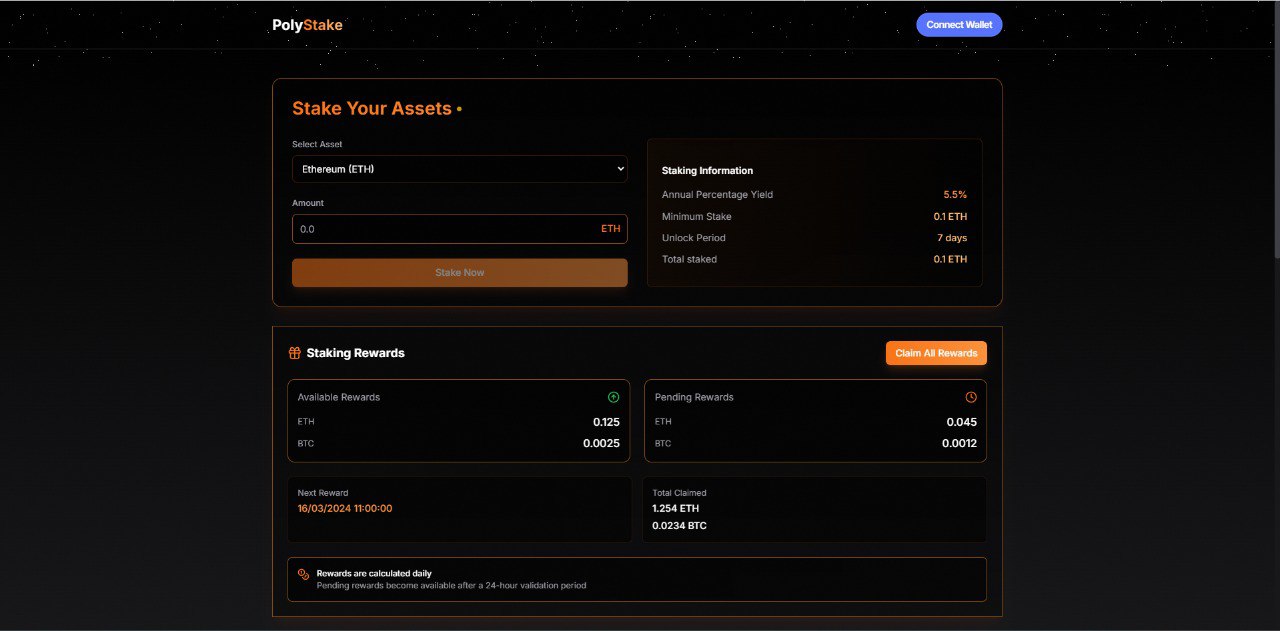 PolyStake
Connect Wallet
Stake Your Assets
Select Asset
Ethereum (ETH)
Amount
0.0 ETH
Stake Now
Staking Information
Annual Percentage Yield 5.5%
Minimum Stake 0.1 ETH
Unlock Period 7 days
Total staked 0.1 ETH
Staking Rewards
Claim All Rewards
Available Rewards
ETH 0.125
BTC 0.0025
Pending Rewards
ETH 0.045
BTC 0.0012
Next Reward
16/03/2024 11:00:00
Total Claimed
1.254 ETH
0.0234 BTC
Rewards are calculated daily
Pending rewards become available after a 24-hour validation period